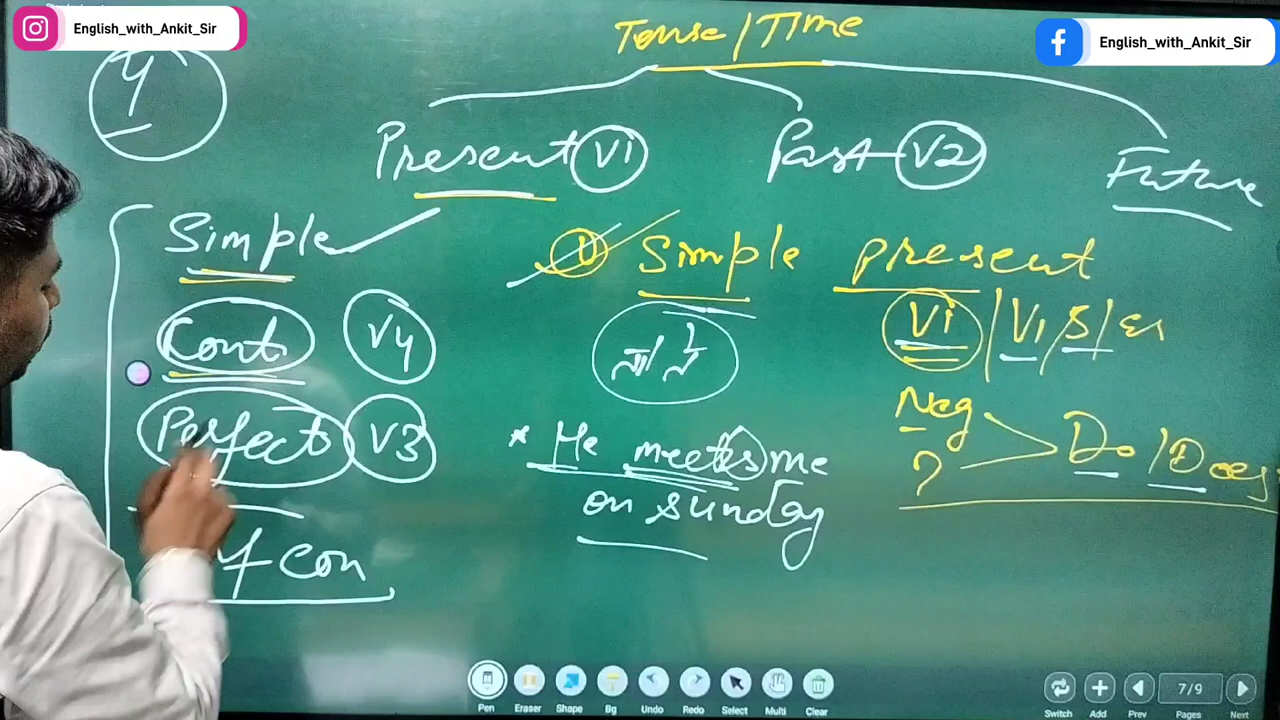 English_with_Ankit_Sir
English_with_Ankit_Sir
Tense/Time
Present V1
Past V2
Future
Simple
Cont. V4
Perfect V3
Con
① Simple Present
V1 | V1/S/es
Neg
?
Do/Does
* He meets me
on sunday
Pen
Eraser
Shape
Bg
Undo
Redo
Select
Multi
Clear
Switch
Add
Prev
7/9
Pages
Next